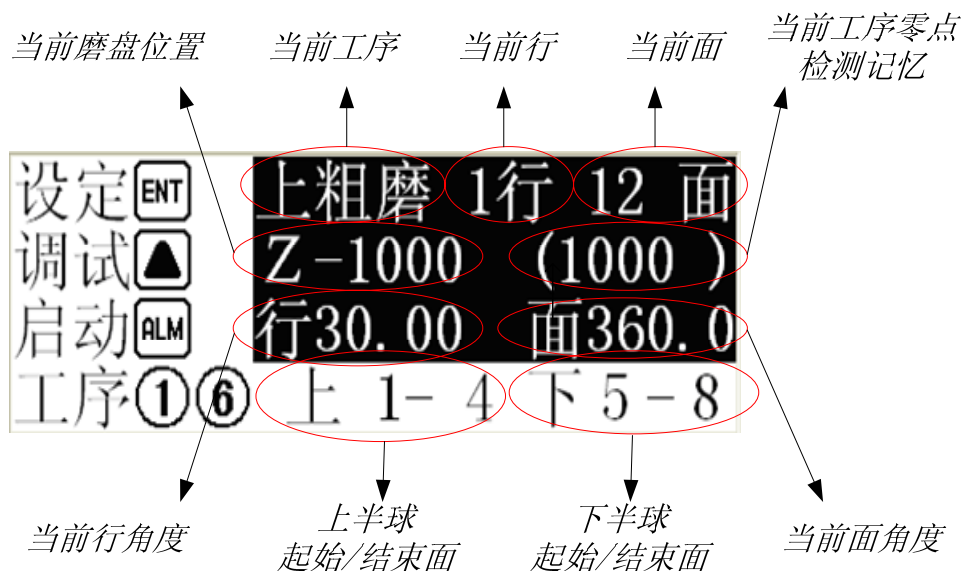 当前磨盘位置 当前工序 当前行 当前面 当前工序零点
检测记忆
设定 ENT 上粗磨 1行 12 面
调试 Z-1000 (1000 )
启动 ALM 行30.00 面360.0
工序 1 6 上 1- 4 下 5-8
当前行角度 上半球 下半球 当前面角度
起始/结束面 起始/结束面